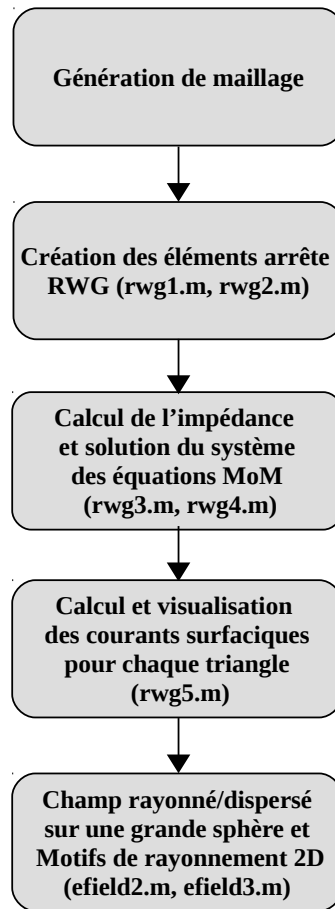 Génération de maillage
Création des éléments arrête
RWG (rwg1.m, rwg2.m)
Calcul de l’impédance
et solution du système
des équations MoM
(rwg3.m, rwg4.m)
Calcul et visualisation
des courants surfaciques
pour chaque triangle
(rwg5.m)
Champ rayonné/dispersé
sur une grande sphère et
Motifs de rayonnement 2D
(efield2.m, efield3.m)